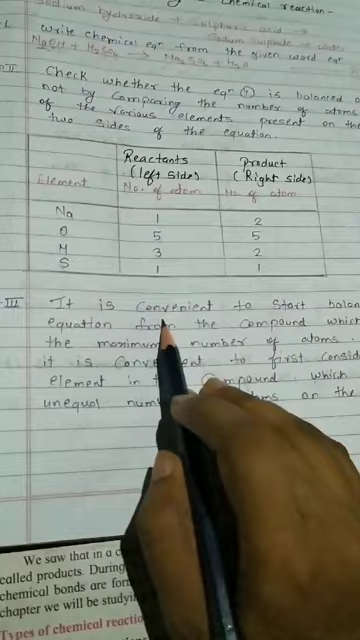 chemical reaction-
Sodium hydroxide + Sulphuric acid →
Sodium sulphate + water
write chemical eqn from the given word eqn
NaOH + H2SO4 → Na2SO4 + H2O
II Check whether the eqn (1) is balanced or
not by comparing the number of atoms
of the various elements present on the
two sides of the equation.
Element Reactants (left side) No. of atom Product (Right side) No. of atom
Na 1 2
O 5 5
H 3 2
S 1 1
III It is convenient to start balan
equation from the compound which
the maximum number of atoms.
it is to first consid
element in compound which
unequal on the
We saw that in a c
called products. During
chemical bonds are for
chapter we will be studyi
Types of chemical reactio